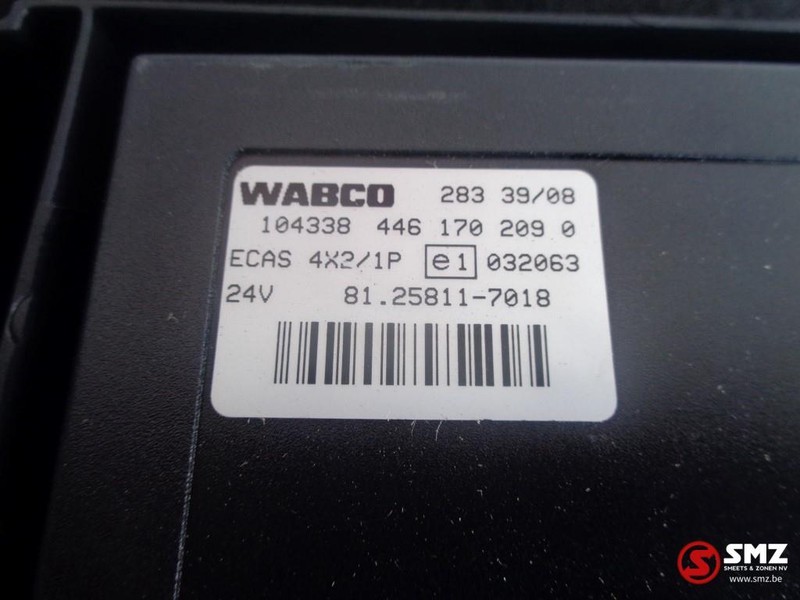 WABCO 283 39/08
104338 446 170 209 0
ECAS 4X2/1P e1 032063
24V 81.25811-7018
SMZ
SMEETS & ZONEN NV
www.smz.be